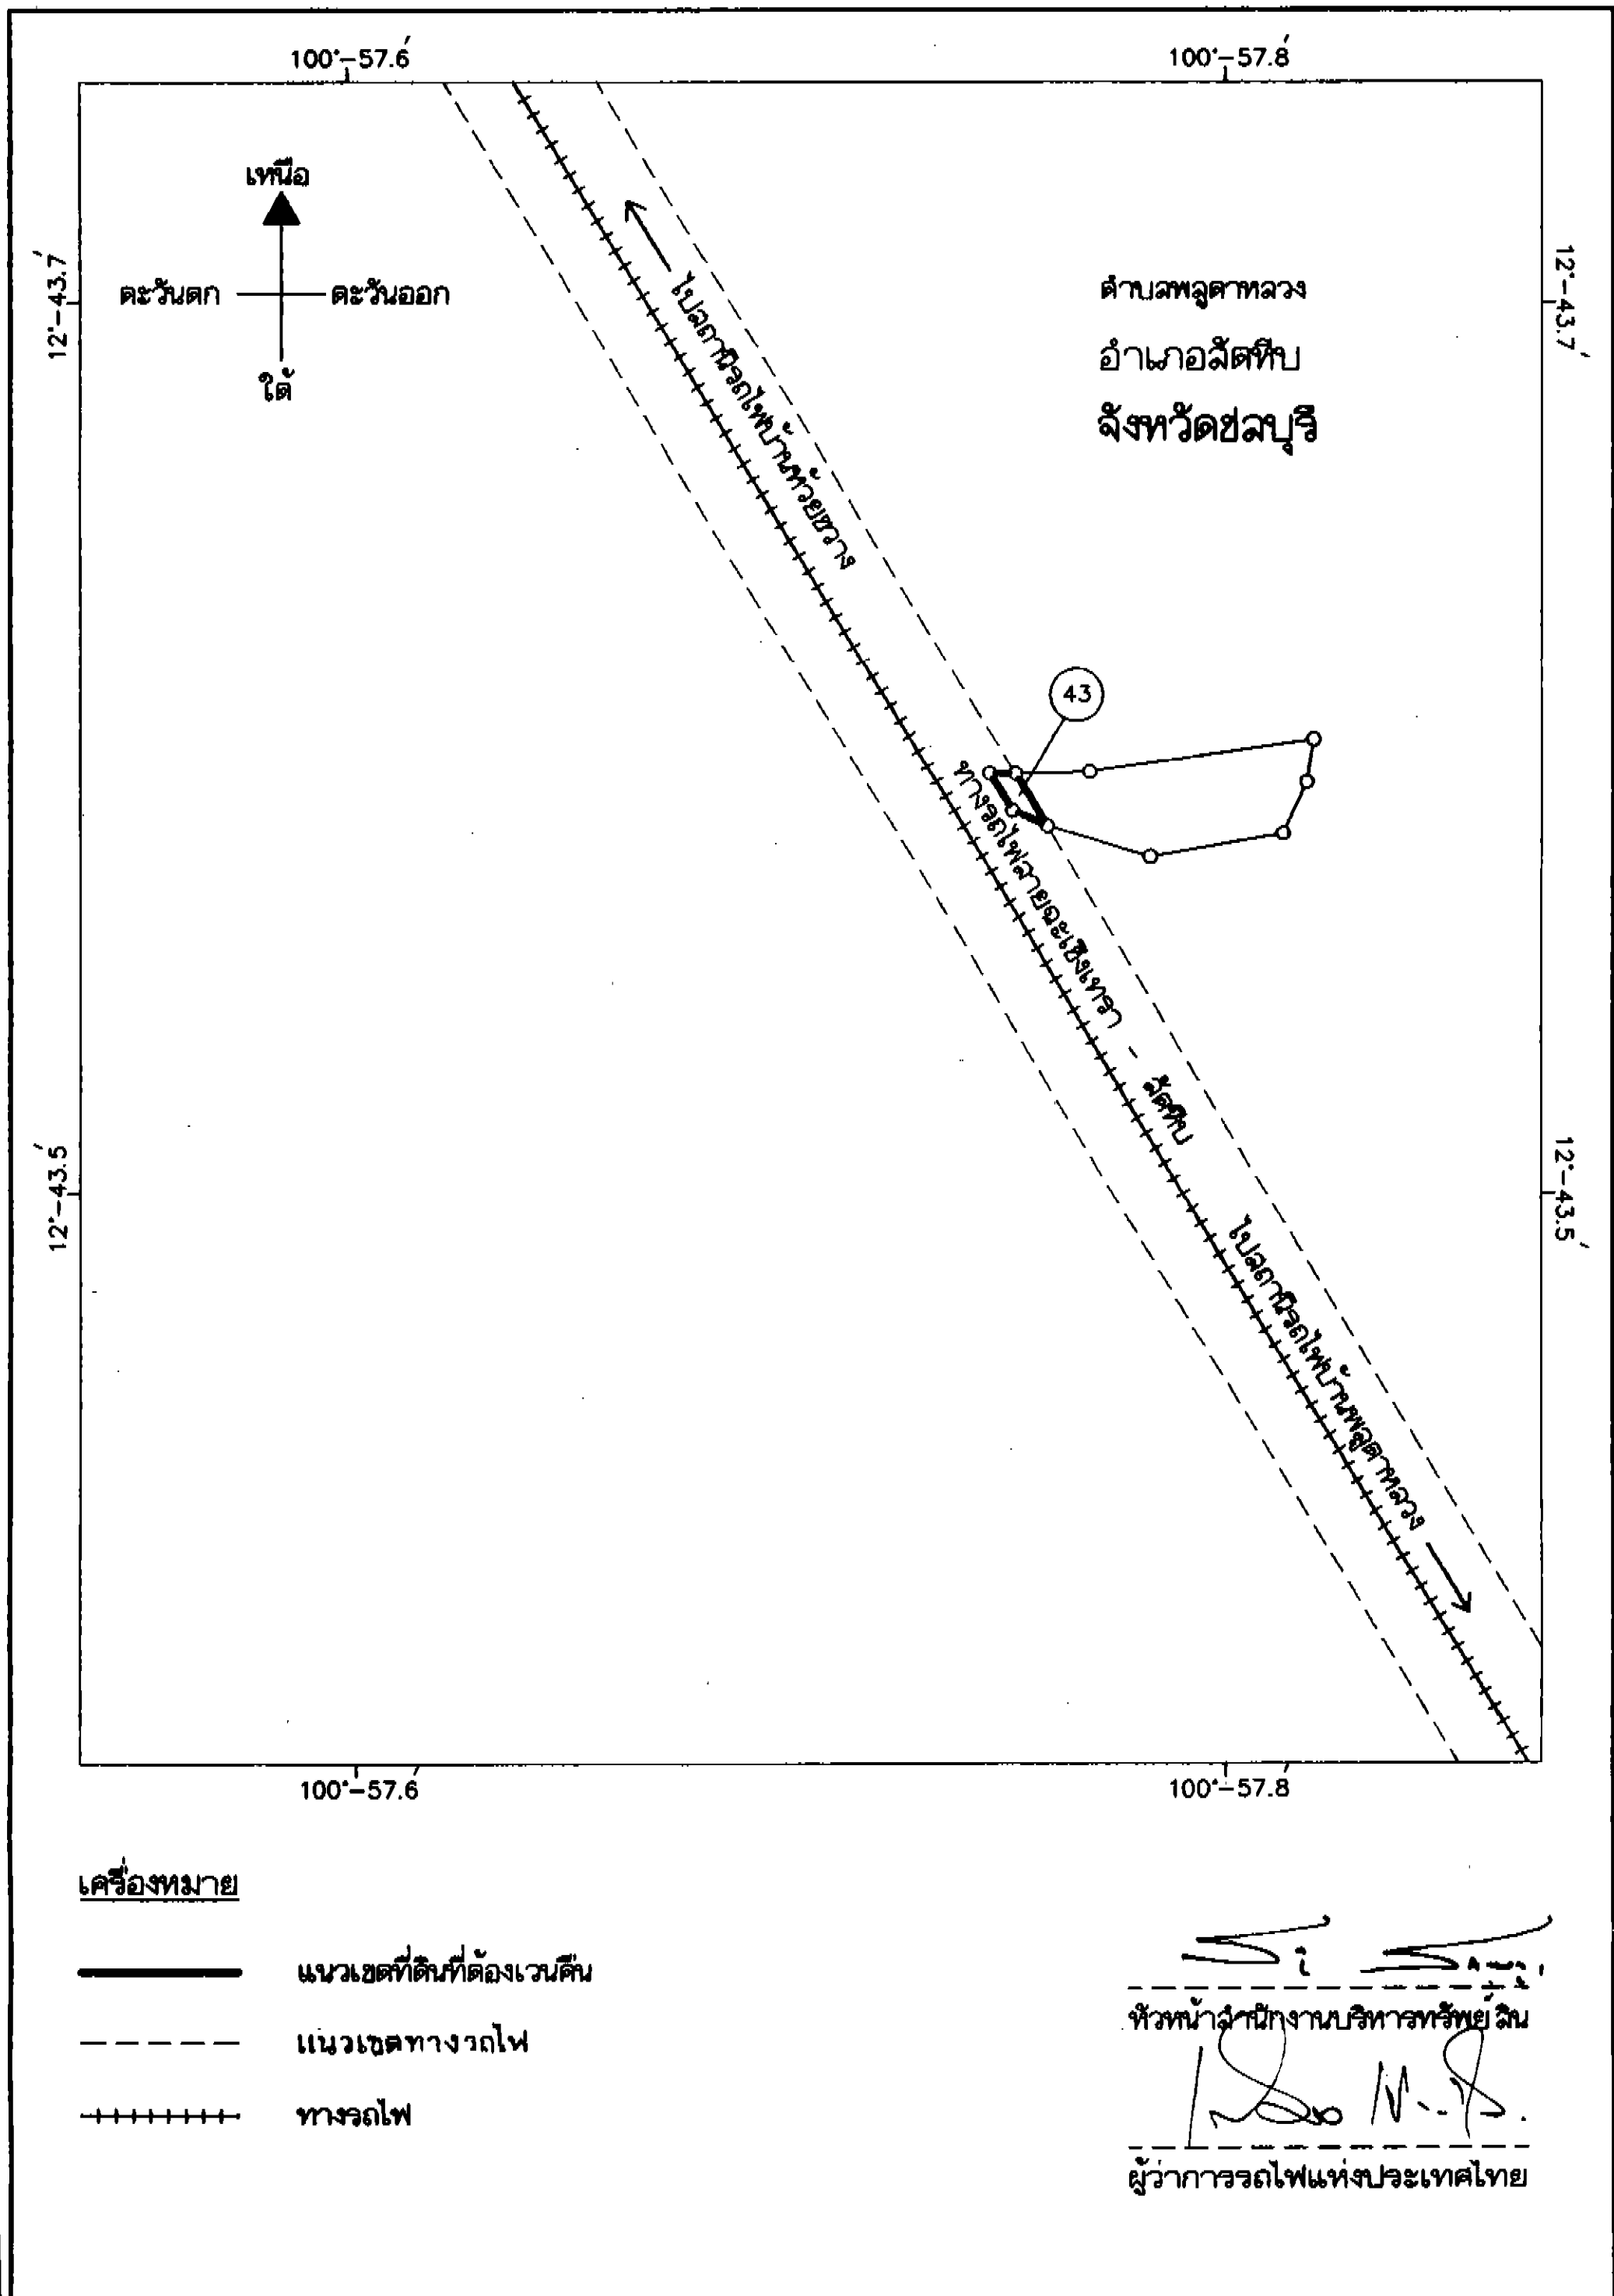 100°-57.6′
100°-57.8′
เหนือ
ตะวันตก
ตะวันออก
ใต้
12°-43.7′
12°-43.7′
ตำบลพลูตาหลวง
อำเภอสัตหีบ
จังหวัดชลบุรี
ไปสถานีรถไฟบ้านห้วยขวาง
43
ทางรถไฟสายฉะเชิงเทรา - สัตหีบ
12°-43.5′
12°-43.5′
ไปสถานีรถไฟบ้านพลูตาหลวง
100°-57.6′
100°-57.8′
เครื่องหมาย
แนวเขตที่ดินที่ต้องเวนคืน
แนวเขตทางรถไฟ
ทางรถไฟ
หัวหน้าสำนักงานบริหารทรัพย์สิน
ผู้ว่าการรถไฟแห่งประเทศไทย